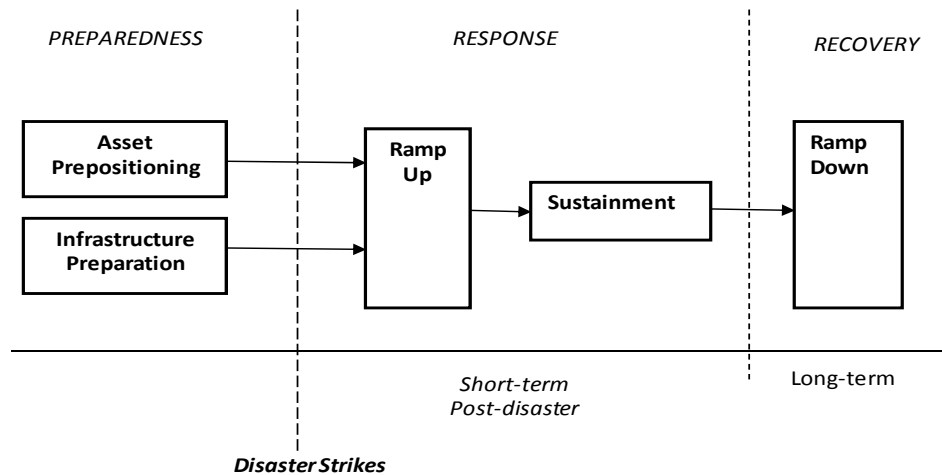 PREPAREDNESS
RESPONSE
RECOVERY
Asset
Prepositioning
Infrastructure
Preparation
Ramp
Up
Sustainment
Ramp
Down
Short-term
Post-disaster
Long-term
Disaster Strikes